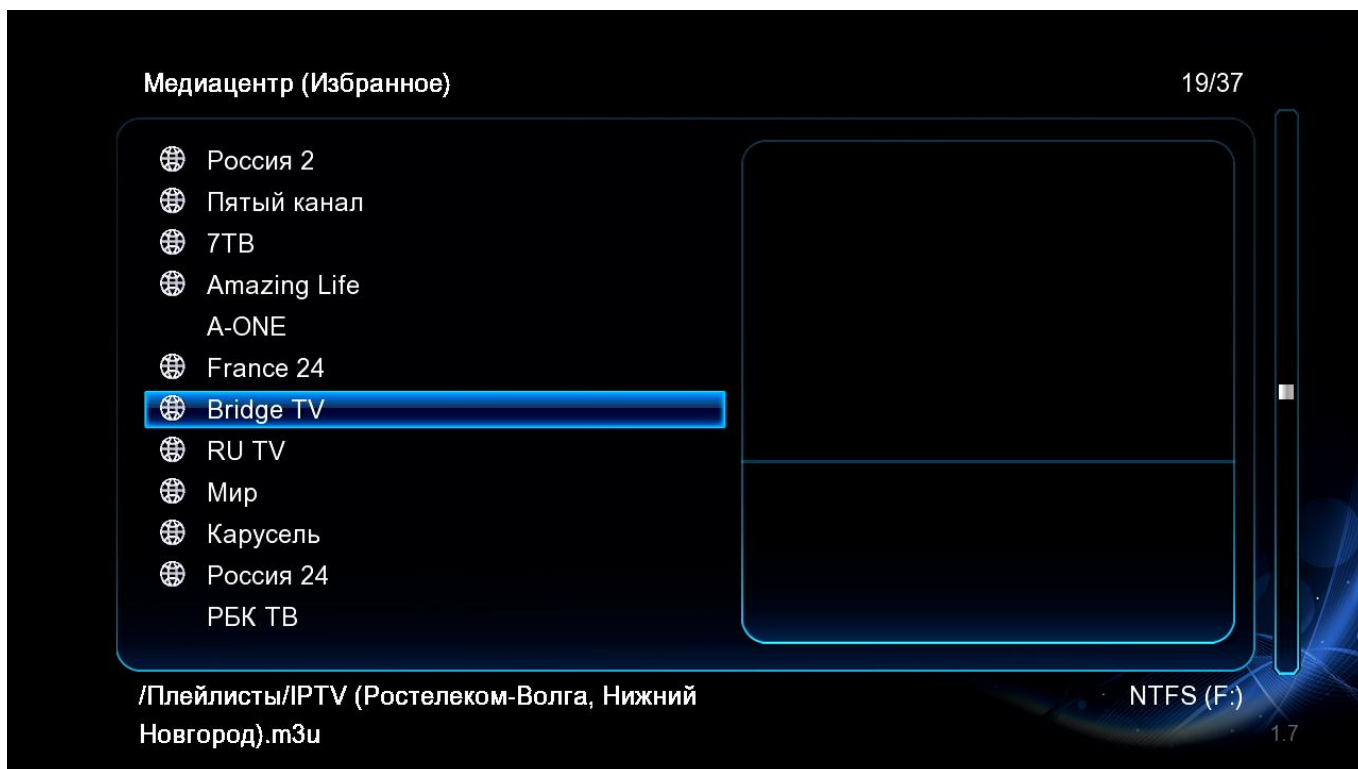 Медиацентр (Избранное) 19/37
Россия 2
Пятый канал
7ТВ
Amazing Life
A-ONE
France 24
Bridge TV
RU TV
Мир
Карусель
Россия 24
РБК ТВ
/Плейлисты/IPTV (Ростелеком-Волга, Нижний
Новгород).m3u
NTFS (F:)
1.7